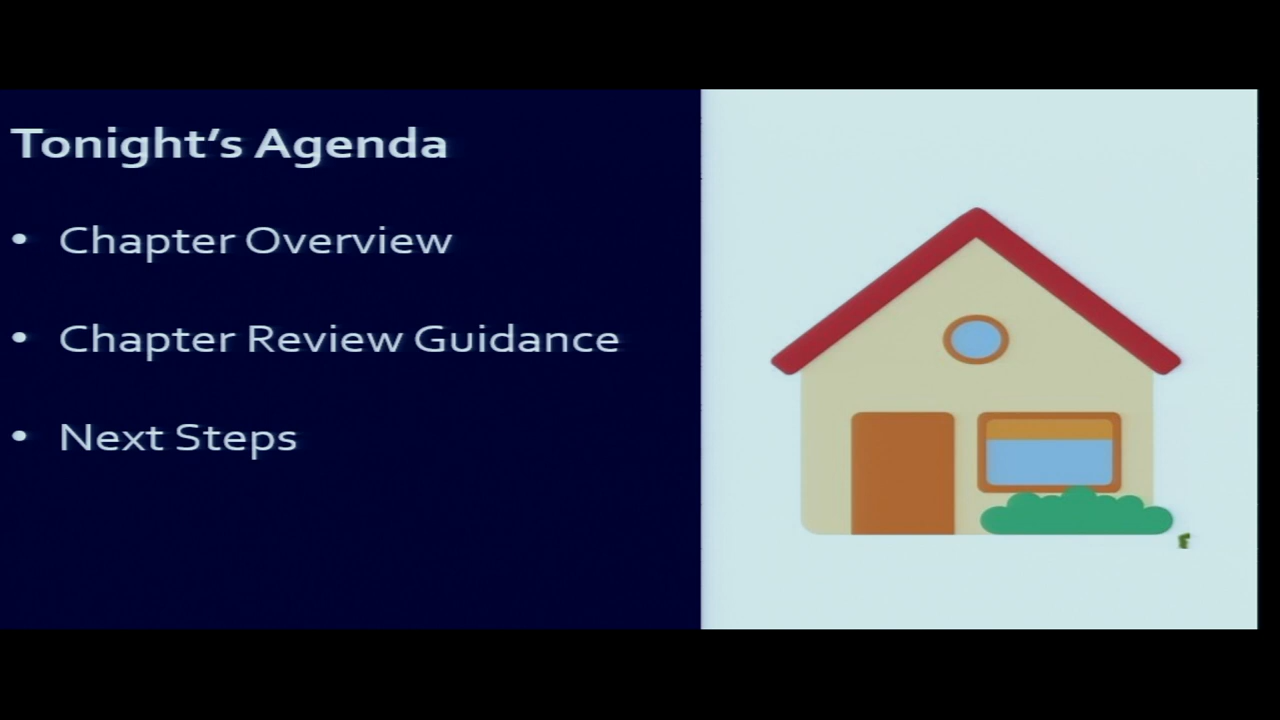 Tonight's Agenda
• Chapter Overview
• Chapter Review Guidance
• Next Steps